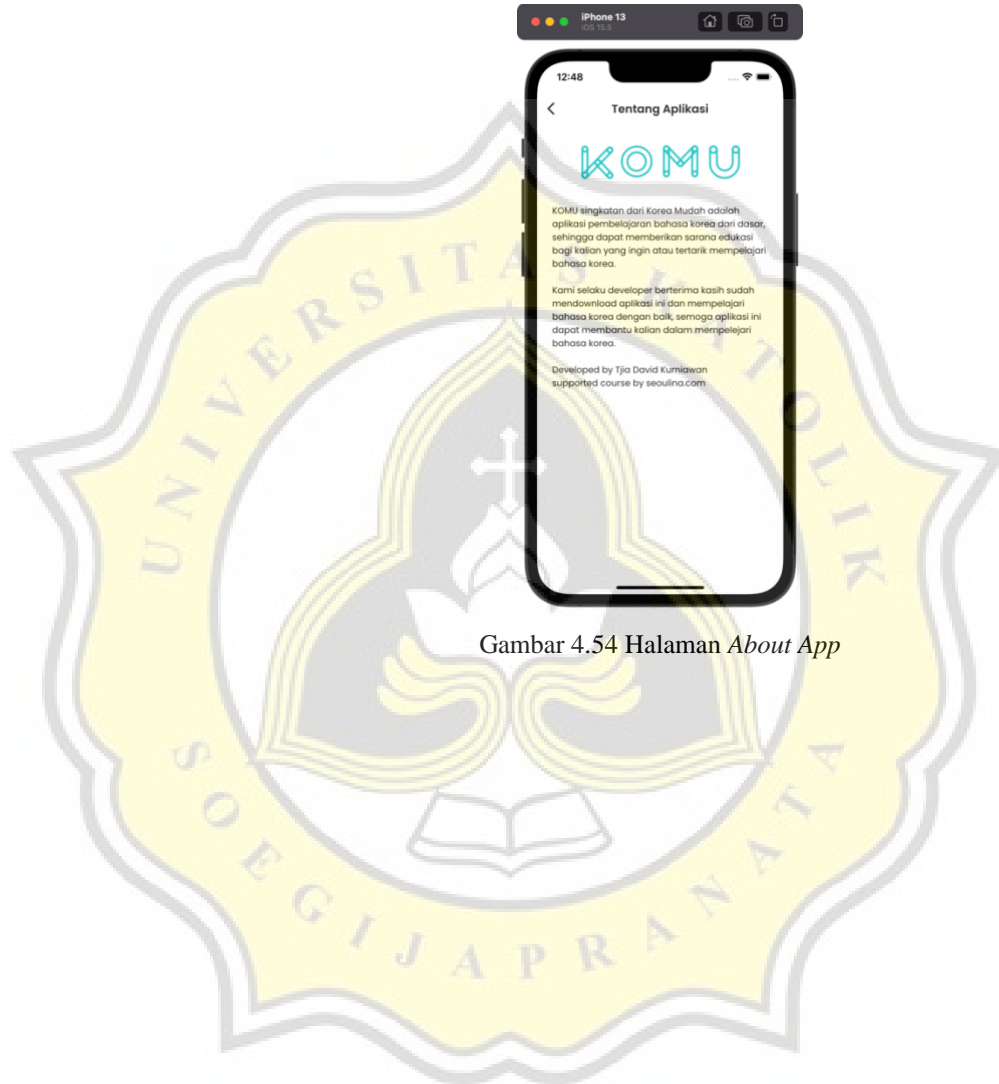 iPhone 13
iOS 15.5
12:48
Tentang Aplikasi
KOMU
KOMU singkatan dari Korea Mudah adalah
aplikasi pembelajaran bahasa korea dari dasar,
sehingga dapat memberikan sarana edukasi
bagi kalian yang ingin atau tertarik mempelajari
bahasa korea.
Kami selaku developer berterima kasih sudah
mendownload aplikasi ini dan mempelajari
bahasa korea dengan baik, semoga aplikasi ini
dapat membantu kalian dalam mempelejari
bahasa korea.
Developed by Tjia David Kurniawan
supported course by seoulina.com
Gambar 4.54 Halaman About App
UNIVERSITAS KATOLIK
SOEGIJAPRANATA